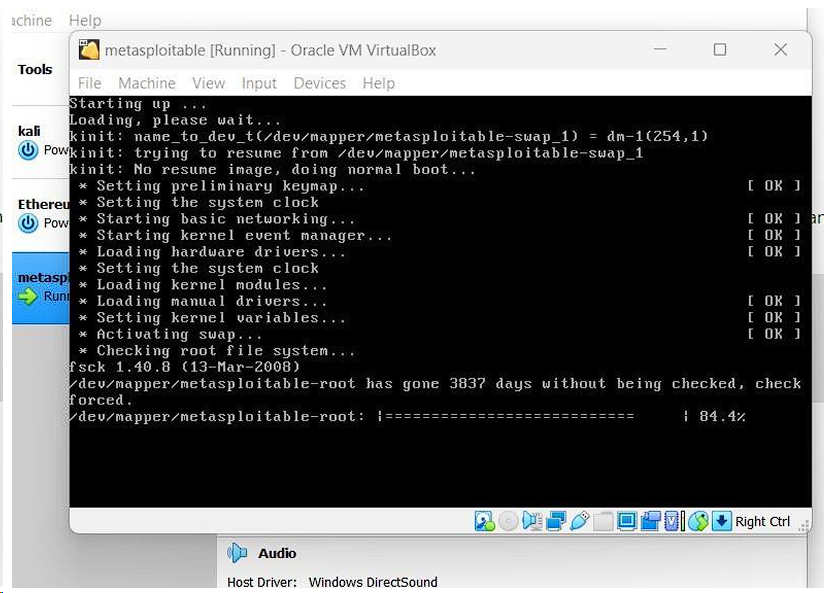 achine Help
metasploitable [Running] - Oracle VM VirtualBox
Tools
File Machine View Input Devices Help
Starting up ...
Loading, please wait...
kali
kinit: name_to_dev_t(/dev/mapper/metasploitable-swap_1) = dm-1(254,1)
Pow
kinit: trying to resume from /dev/mapper/metasploitable-swap_1
kinit: No resume image, doing normal boot...
* Setting preliminary keymap... [ OK ]
* Setting the system clock
Ethereu
* Starting basic networking... [ OK ]
Pow
* Starting kernel event manager... [ OK ]
* Loading hardware drivers... [ OK ]
* Setting the system clock
metaspl
* Loading kernel modules...
Runn
* Loading manual drivers... [ OK ]
* Setting kernel variables... [ OK ]
* Activating swap... [ OK ]
* Checking root file system...
fsck 1.40.8 (13-Mar-2008)
/dev/mapper/metasploitable-root has gone 3837 days without being checked, check
forced.
/dev/mapper/metasploitable-root: |=========================== | 84.4%
Right Ctrl
Audio
Host Driver: Windows DirectSound